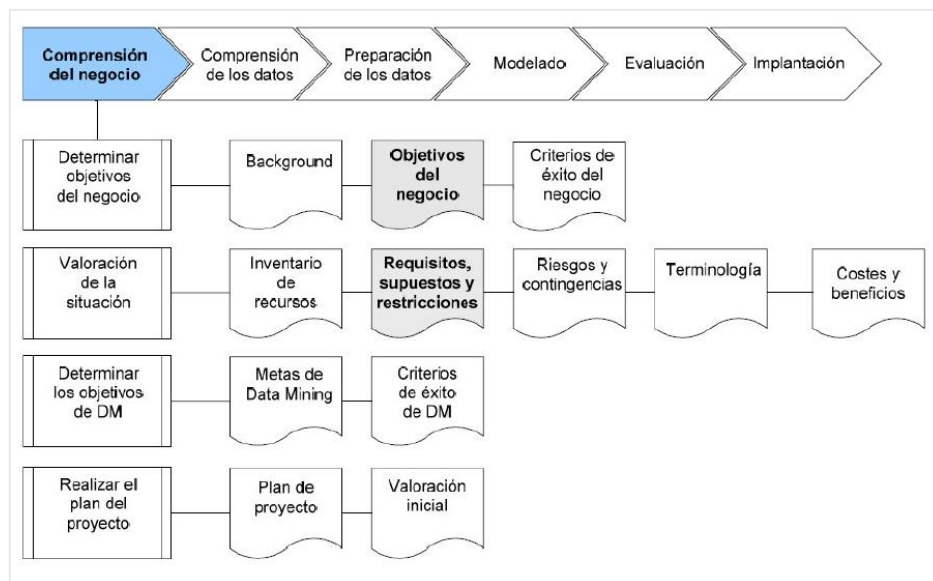 Comprensión
del negocio
Comprensión
de los datos
Preparación
de los datos
Modelado
Evaluación
Implantación
Determinar
objetivos
del negocio
Background
Objetivos
del
negocio
Criterios de
éxito del
negocio
Valoración
de la
situación
Inventario
de
recursos
Requisitos,
supuestos y
restricciones
Riesgos y
contingencias
Terminología
Costes y
beneficios
Determinar
los objetivos
de DM
Metas de
Data Mining
Criterios
de éxito
de DM
Realizar el
plan del
proyecto
Plan de
proyecto
Valoración
inicial